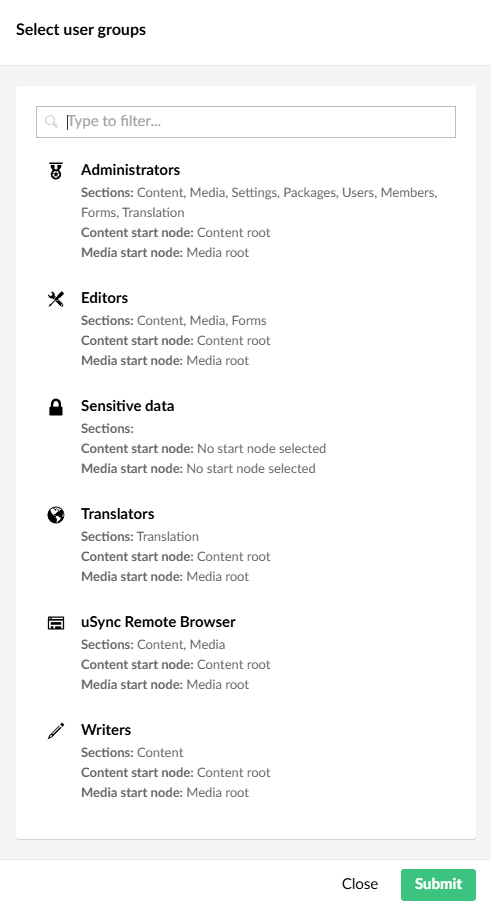 Select user groups
Type to filter...
Administrators
Sections: Content, Media, Settings, Packages, Users, Members,
Forms, Translation
Content start node: Content root
Media start node: Media root
Editors
Sections: Content, Media, Forms
Content start node: Content root
Media start node: Media root
Sensitive data
Sections:
Content start node: No start node selected
Media start node: No start node selected
Translators
Sections: Translation
Content start node: Content root
Media start node: Media root
uSync Remote Browser
Sections: Content, Media
Content start node: Content root
Media start node: Media root
Writers
Sections: Content
Content start node: Content root
Media start node: Media root
Close Submit